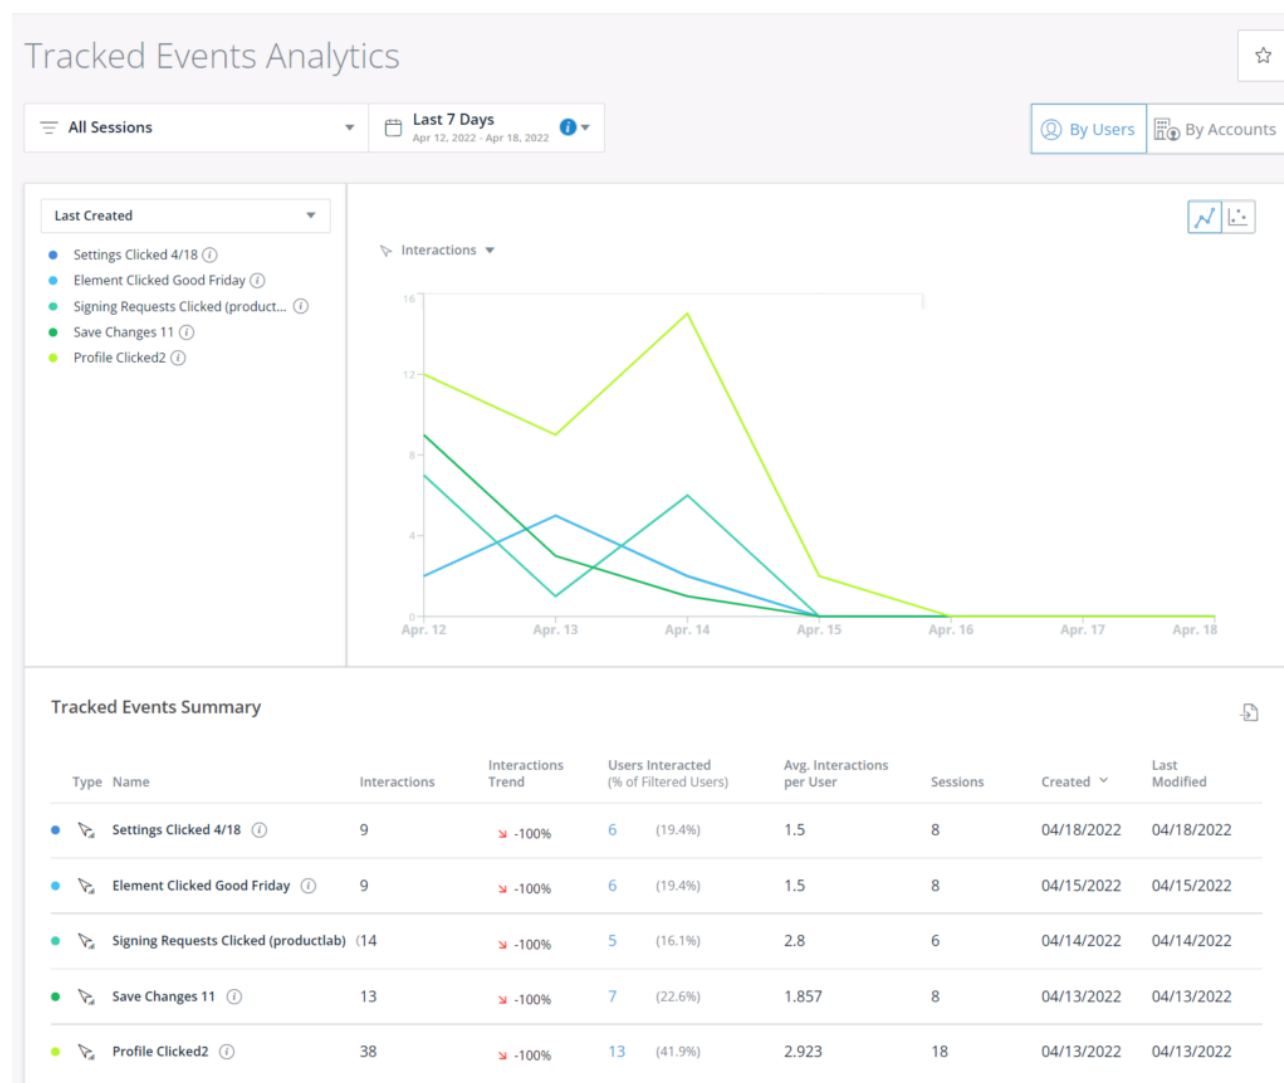 Tracked Events Analytics
All Sessions
Last 7 Days
Apr 12, 2022 - Apr 18, 2022
By Users
By Accounts
Last Created
Settings Clicked 4/18
Element Clicked Good Friday
Signing Requests Clicked (product...
Save Changes 11
Profile Clicked2
Interactions
16
12
8
4
0
Apr. 12 Apr. 13 Apr. 14 Apr. 15 Apr. 16 Apr. 17 Apr. 18
Tracked Events Summary
Type Name Interactions Interactions Trend Users Interacted (% of Filtered Users) Avg. Interactions per User Sessions Created Last Modified
Settings Clicked 4/18 9 -100% 6 (19.4%) 1.5 8 04/18/2022 04/18/2022
Element Clicked Good Friday 9 -100% 6 (19.4%) 1.5 8 04/15/2022 04/15/2022
Signing Requests Clicked (productlab) 14 -100% 5 (16.1%) 2.8 6 04/14/2022 04/14/2022
Save Changes 11 13 -100% 7 (22.6%) 1.857 8 04/13/2022 04/13/2022
Profile Clicked2 38 -100% 13 (41.9%) 2.923 18 04/13/2022 04/13/2022